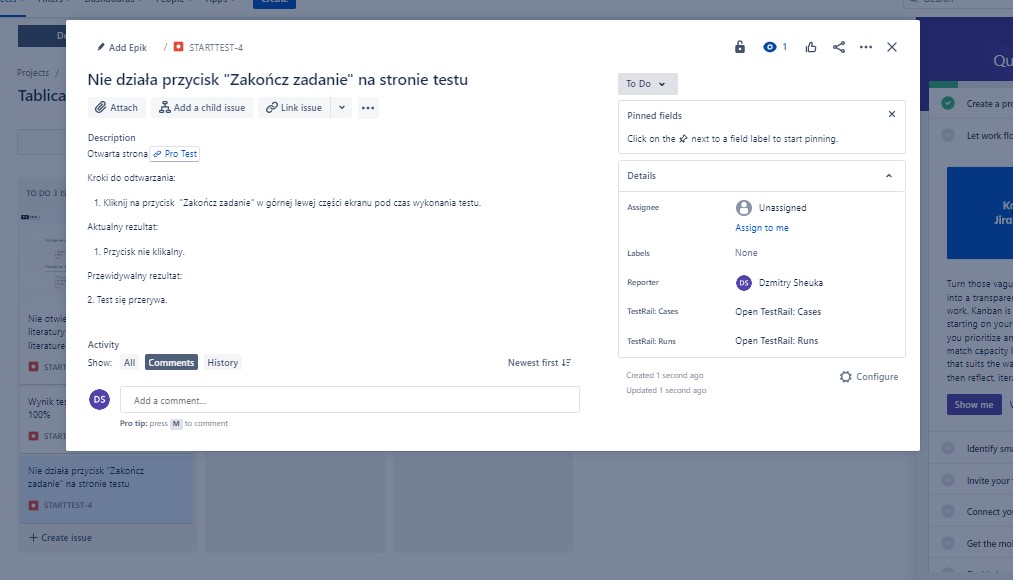 Filters
Dashboards
People
Apps
Create
Search
Projects /
Tablica
TO DO 3
Nie otwie
literatury
literature
START
Wynik tes
100%
START
Nie działa przycisk "Zakończ
zadanie" na stronie testu
STARTTEST-4
+ Create issue
Add Epik / STARTTEST-4
1
Nie działa przycisk "Zakończ zadanie" na stronie testu
Attach
Add a child issue
Link issue
Description
Otwarta strona Pro Test
Kroki do odtwarzania:
1. Kliknij na przycisk "Zakończ zadanie" w górnej lewej części ekranu pod czas wykonania testu.
Aktualny rezultat:
1. Przycisk nie klikalny.
Przewidywalny rezultat:
2. Test się przerywa.
Activity
Show: All Comments History
Newest first
DS Add a comment...
Pro tip: press M to comment
To Do
Pinned fields
Click on the next to a field label to start pinning.
Details
Assignee Unassigned
Assign to me
Labels None
Reporter DS Dzmitry Sheuka
TestRail: Cases Open TestRail: Cases
TestRail: Runs Open TestRail: Runs
Created 1 second ago
Updated 1 second ago
Configure
Qu
Create a pro
Let work flo
Ka
Jira
Turn those vagu
into a transparen
work. Kanban is
starting on your
you prioritize an
match capacity l
that suits the wa
then reflect, itera
Show me
Identify sma
Invite your
Connect yo
Get the mo